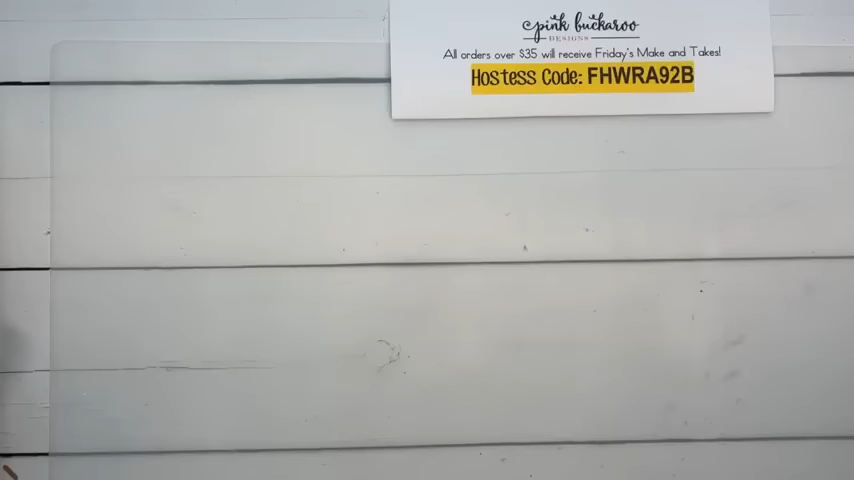 pink buckaroo
DESIGNS
All orders over $35 will receive Friday's Make and Takes!
Hostess Code: FHWRA92B